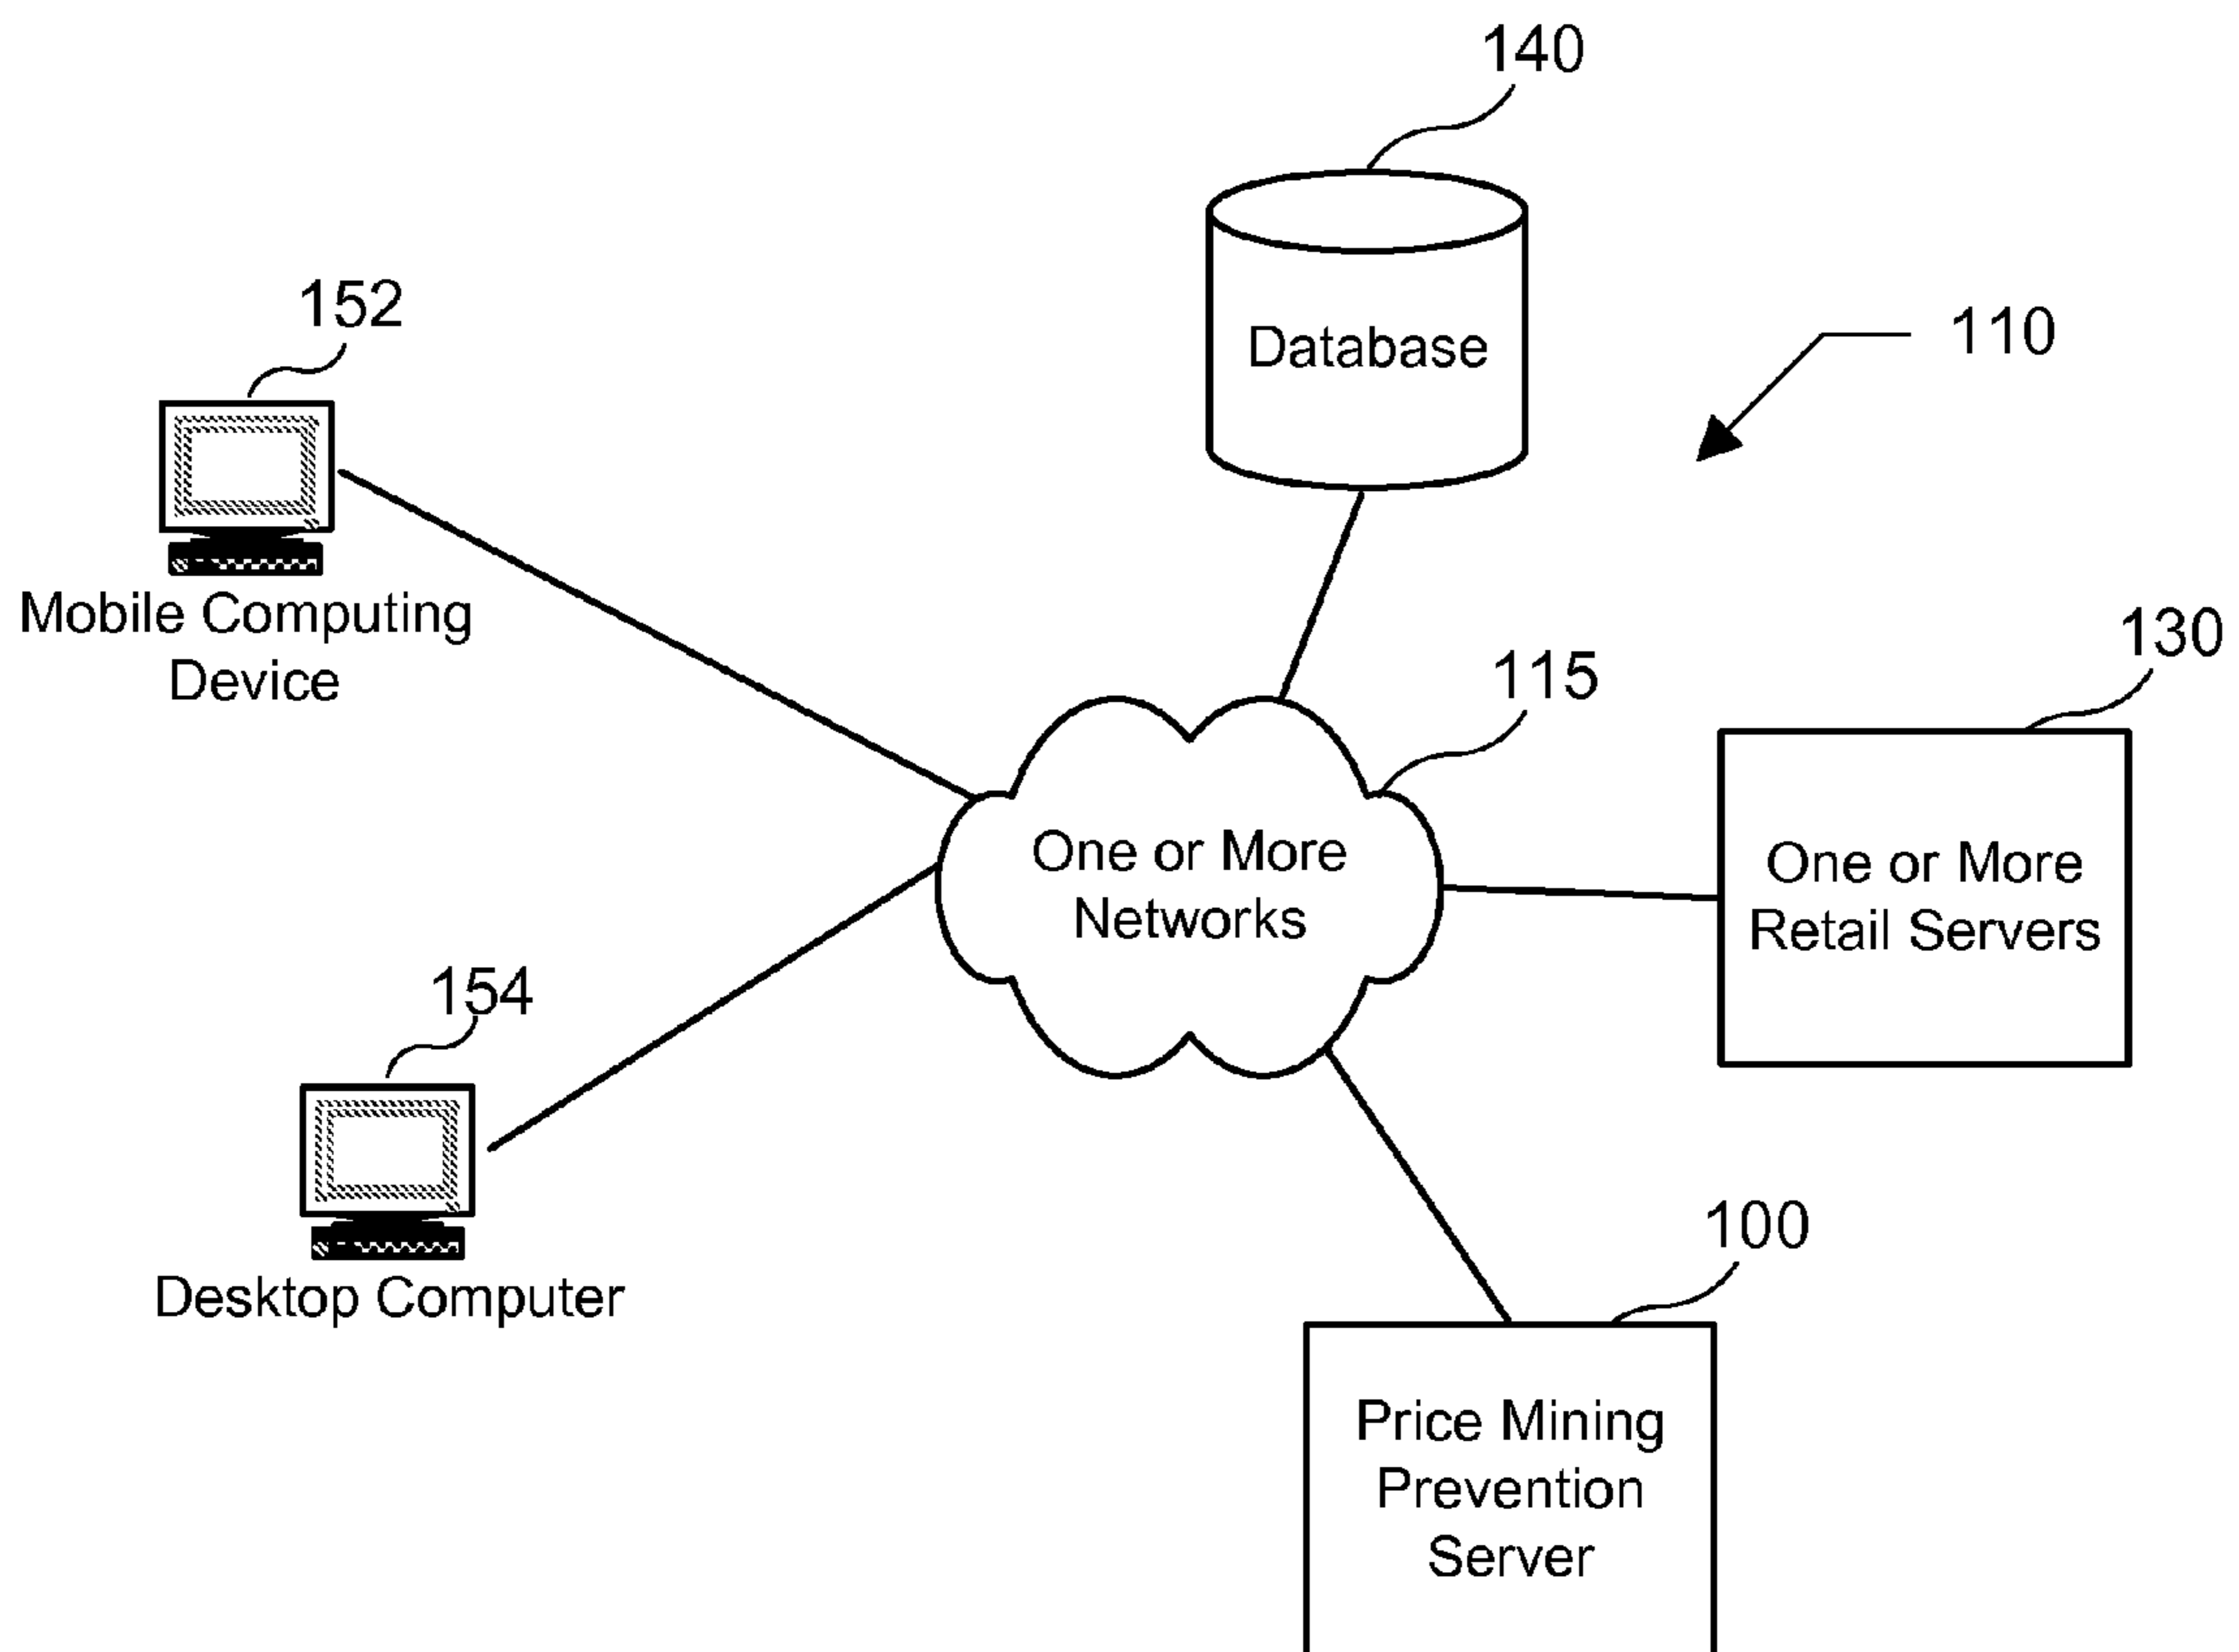 140
152
110
Database
Mobile Computing
Device
130
115
One or More
Networks
One or More
Retail Servers
154
100
Desktop Computer
Price Mining
Prevention
Server